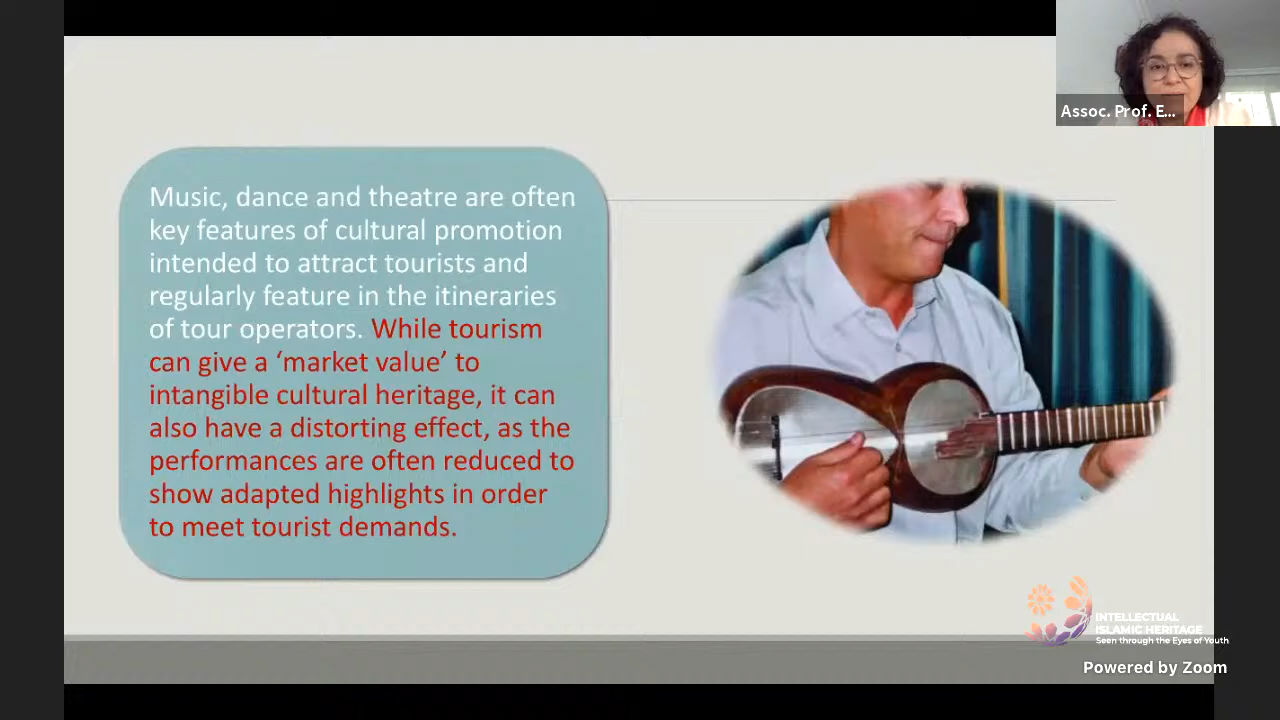 Assoc. Prof. E...
Music, dance and theatre are often
key features of cultural promotion
intended to attract tourists and
regularly feature in the itineraries
of tour operators. While tourism
can give a ‘market value’ to
intangible cultural heritage, it can
also have a distorting effect, as the
performances are often reduced to
show adapted highlights in order
to meet tourist demands.
INTELLECTUAL
ISLAMIC HERITAGE
Seen through the Eyes of Youth
Powered by Zoom